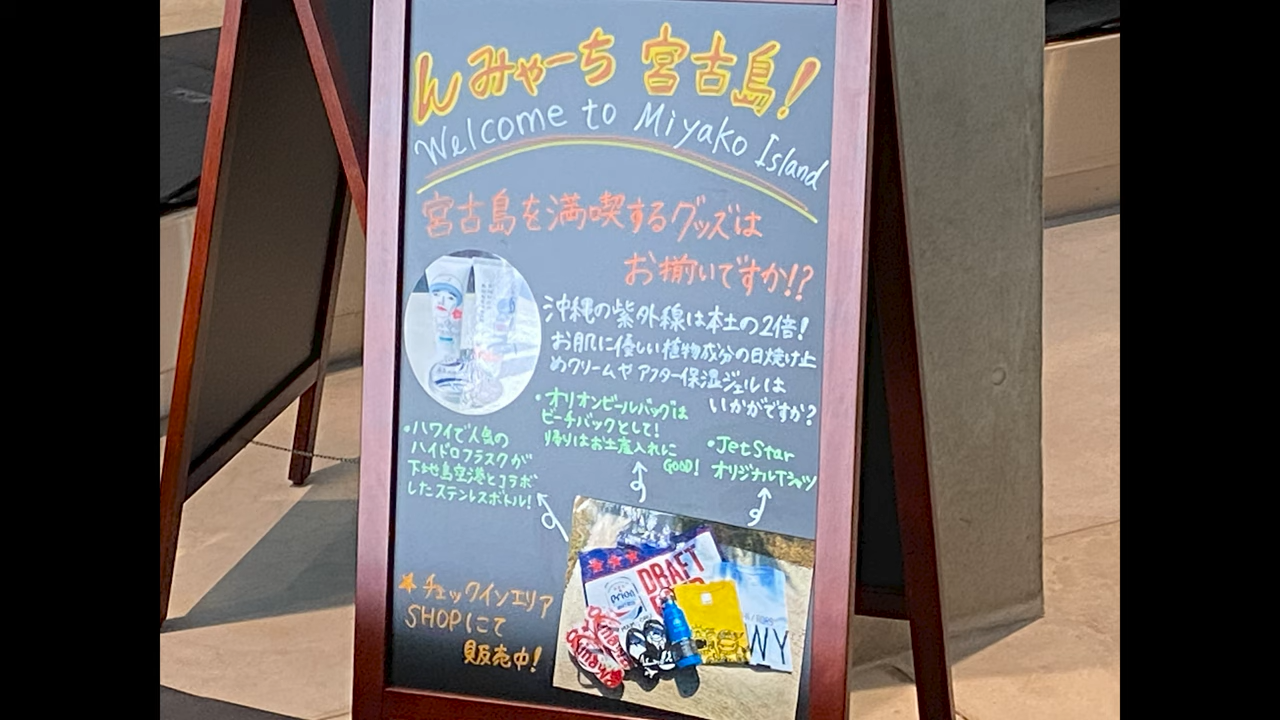 んみゃーち 宮古島!
Welcome to Miyako Island
宮古島を満喫するグッズは
お揃いですか!?
沖縄の紫外線は本土の2倍!
お肌に優しい植物成分の日焼け止
めクリームや アフター保湿ジェルは
いかがですか?
・オリオンビールバッグは
ビーチバックとして!
帰りはお土産入れに
GOOD!
・JetStar
オリジナルTシャツ
・ハワイで人気の
ハイドロフラスクが
下地島空港とコラボ
したステンレスボトル!
DRAFT
Orion
Okinawa
NY
★チェックインエリア
SHOPにて
販売中!